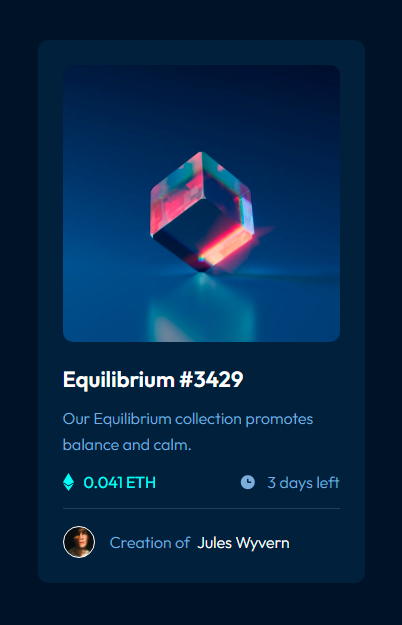 Equilibrium #3429
Our Equilibrium collection promotes
balance and calm.
0.041 ETH
3 days left
Creation of Jules Wyvern